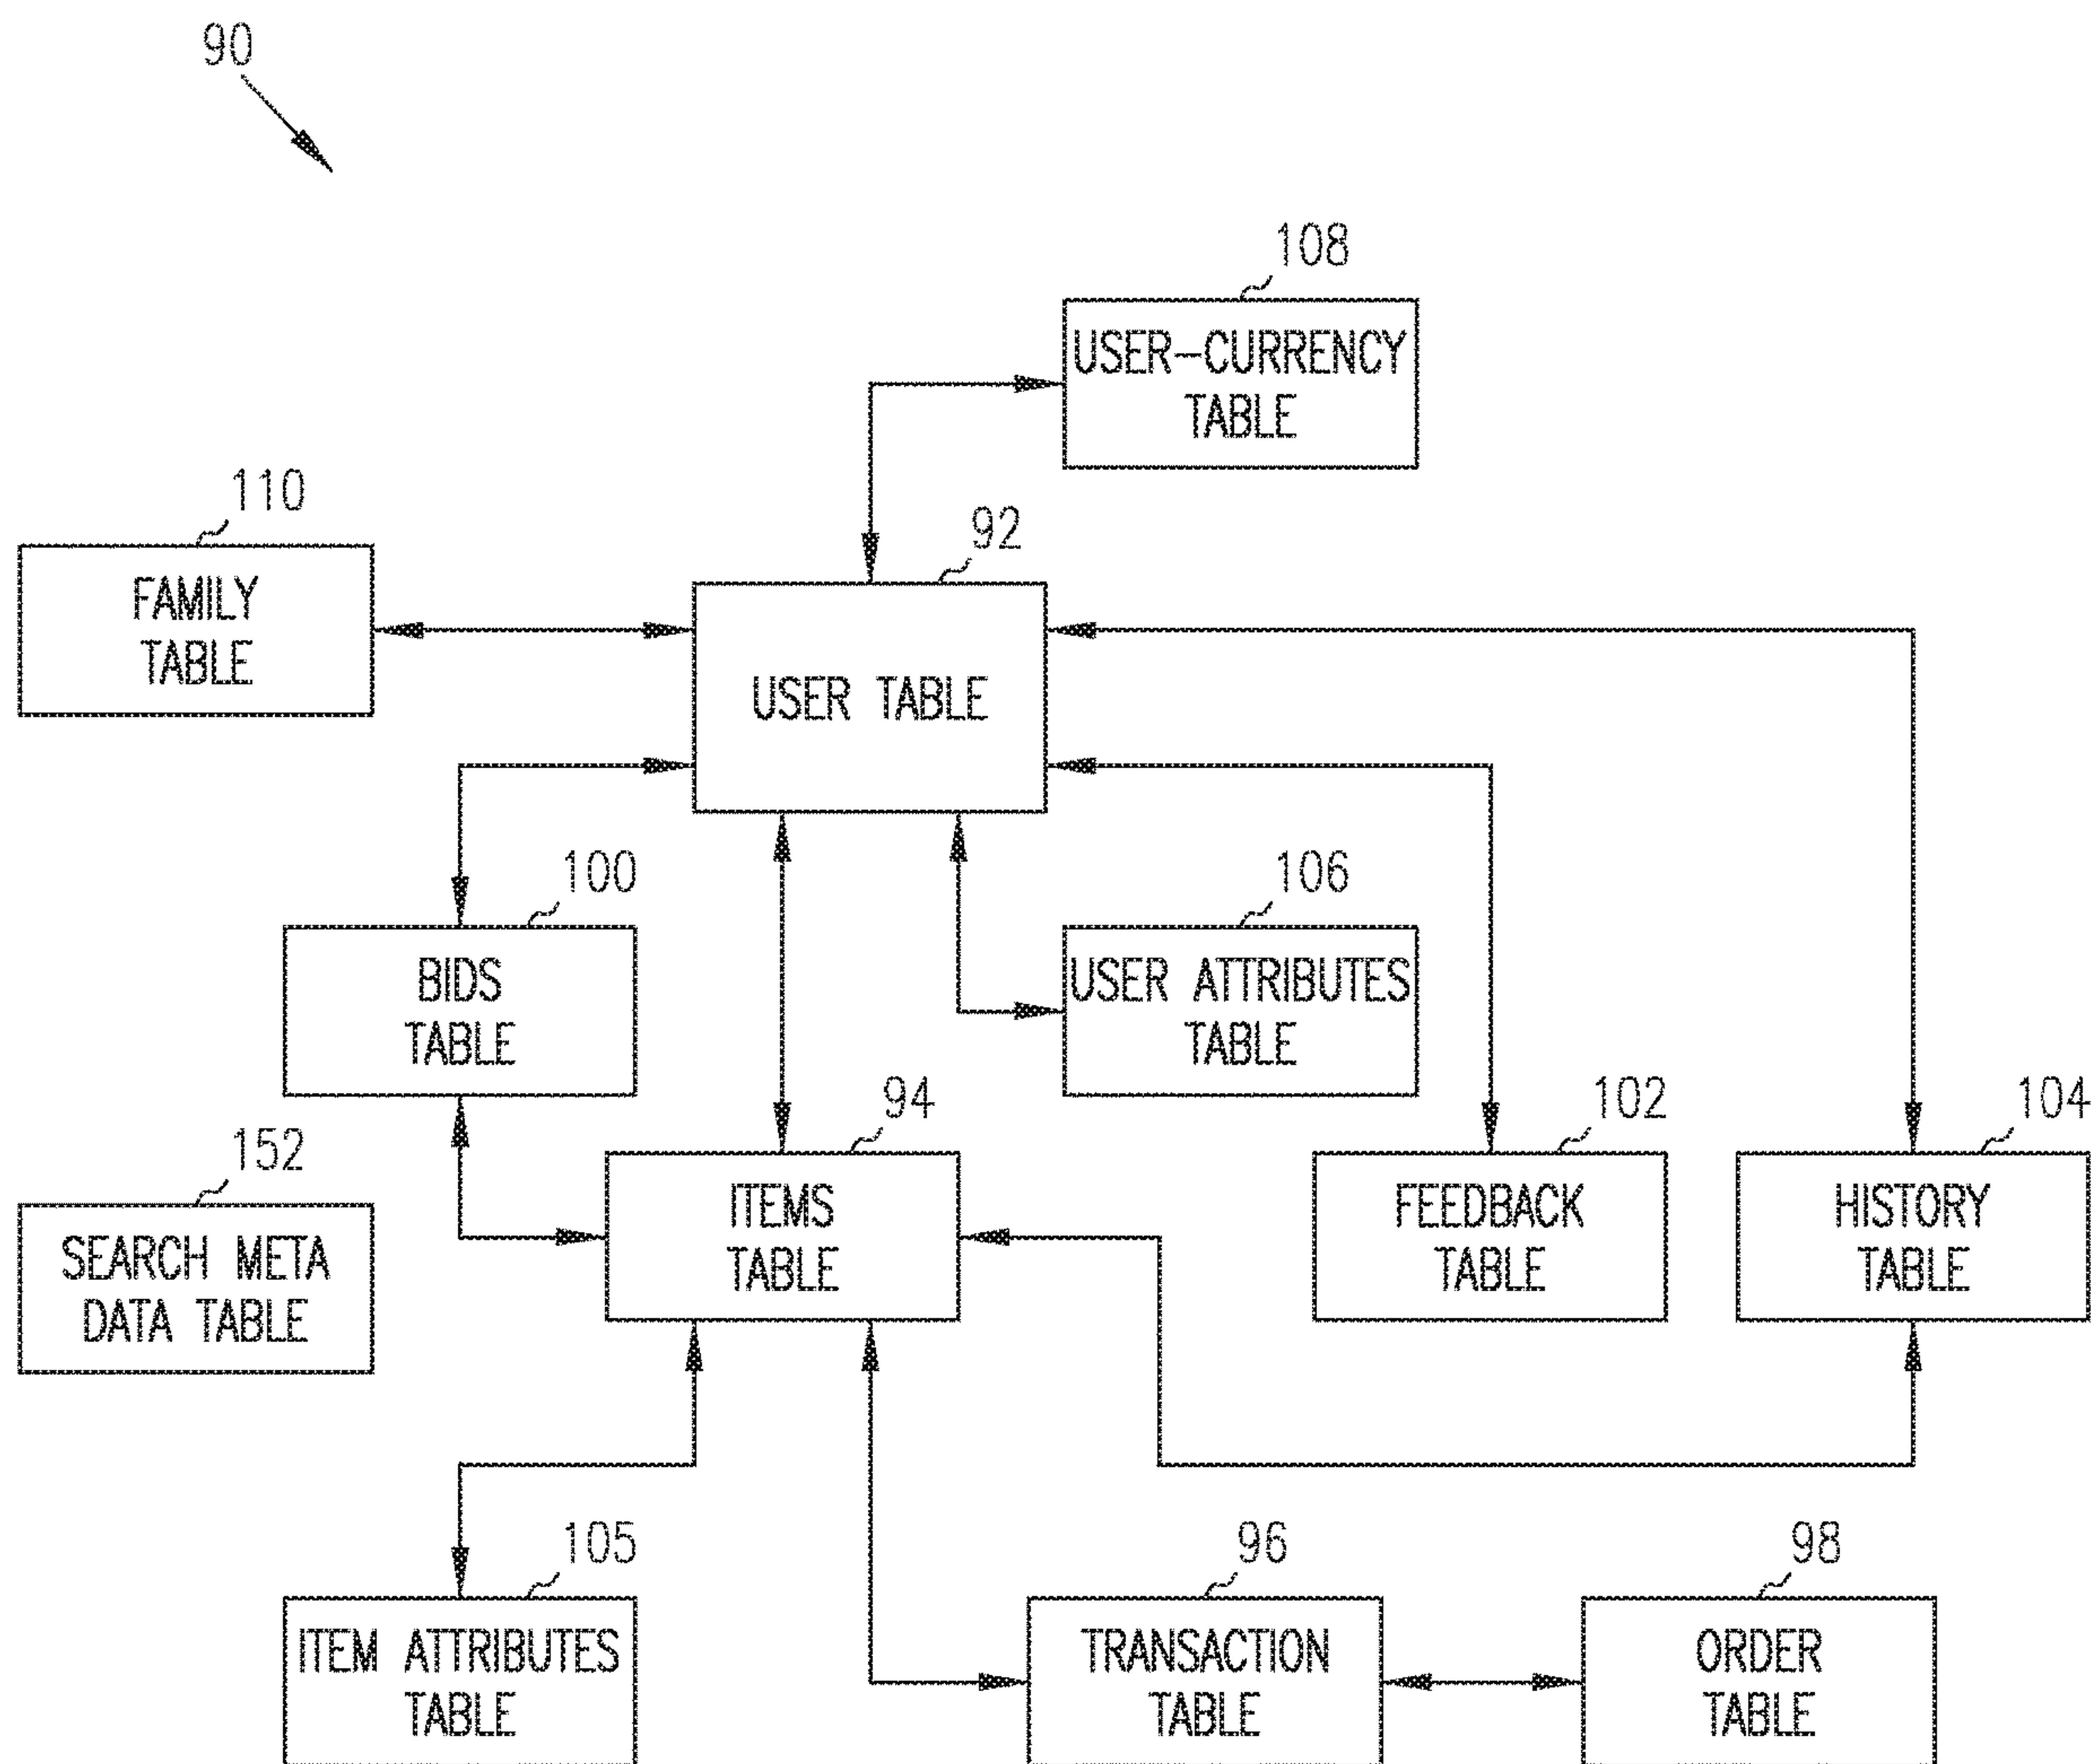 90
108
USER-CURRENCY
TABLE
110
FAMILY
TABLE
92
USER TABLE
100
BIDS
TABLE
106
USER ATTRIBUTES
TABLE
94
ITEMS
TABLE
102
FEEDBACK
TABLE
104
HISTORY
TABLE
152
SEARCH META
DATA TABLE
105
ITEM ATTRIBUTES
TABLE
96
TRANSACTION
TABLE
98
ORDER
TABLE